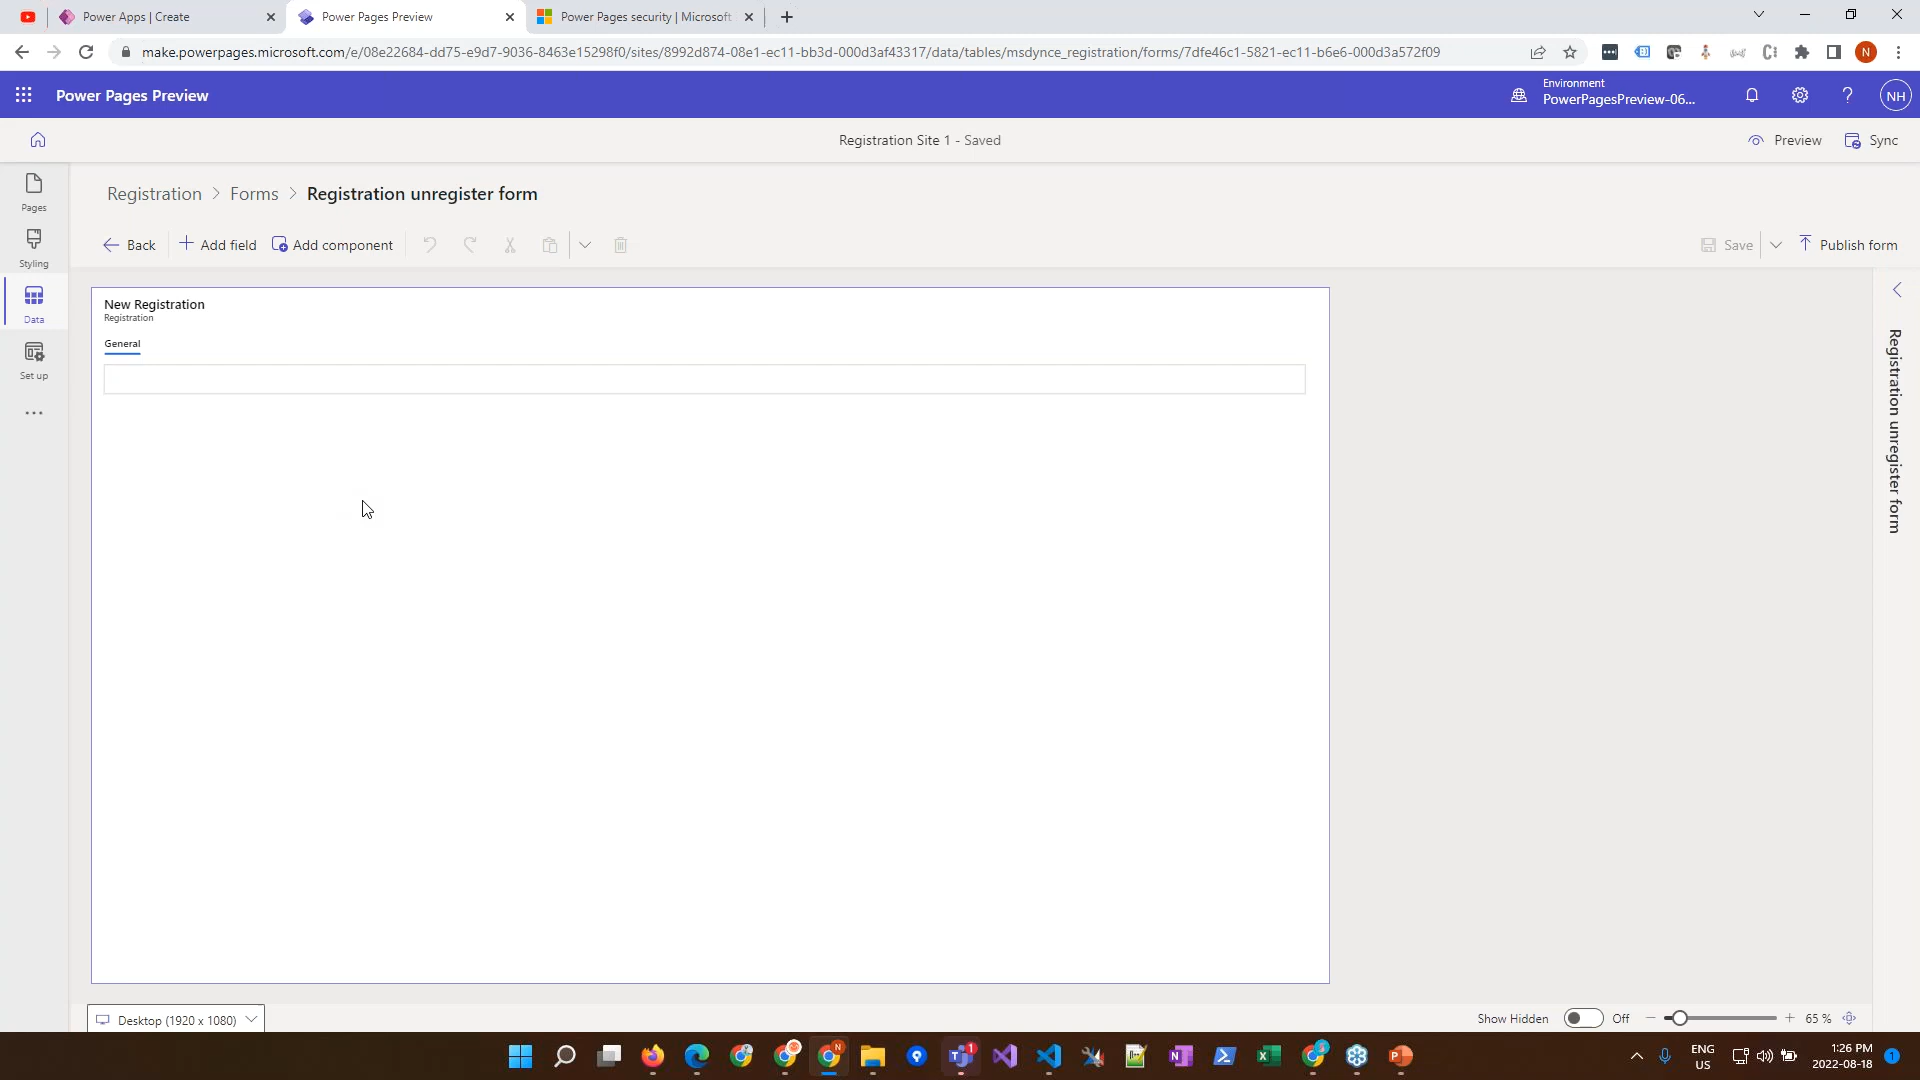 Power Apps | Create
Power Pages Preview
Power Pages security | Microsoft
make.powerpages.microsoft.com/e/08e22684-dd75-e9d7-9036-8463e15298f0/sites/8992d874-08e1-ec11-bb3d-000d3af43317/data/tables/msdynce_registration/forms/7dfe46c1-5821-ec11-b6e6-000d3a572f09
N
Power Pages Preview
Environment
PowerPagesPreview-06...
?
NH
Registration Site 1 - Saved
Preview
Sync
Pages
Styling
Data
Set up
Registration > Forms > Registration unregister form
Back
Add field
Add component
Save
Publish form
New Registration
Registration
General
Registration unregister form
Desktop (1920 x 1080)
Show Hidden
Off
65 %
ENG
US
1:26 PM
2022-08-18
1